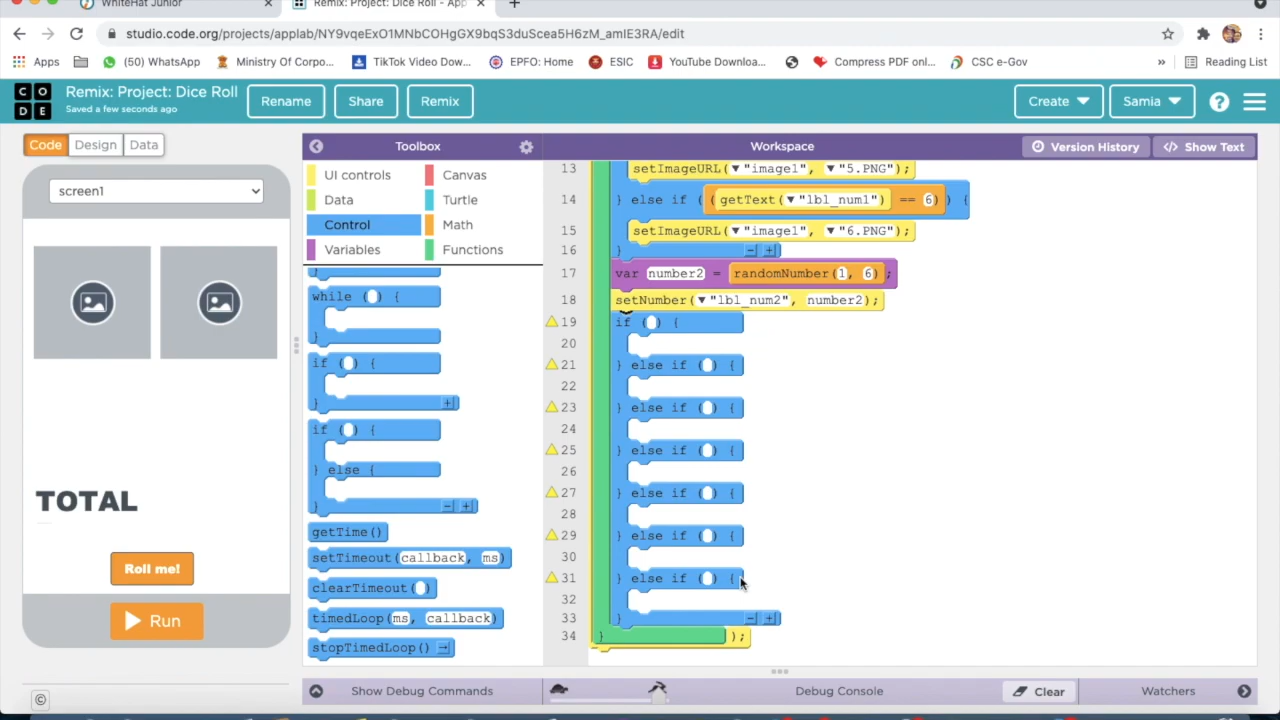 WhiteHat Junior
Remix: Project: Dice Roll - App
studio.code.org/projects/applab/NY9vqeExO1MNbCOHgGX9bqS3duScea5H6zM_amIE3RA/edit
Apps
(50) WhatsApp
Ministry Of Corpo...
TikTok Video Dow...
EPFO: Home
ESIC
YouTube Downloa...
Compress PDF onl...
CSC e-Gov
»
Reading List
C O
D E
Remix: Project: Dice Roll
Saved a few seconds ago
Rename
Share
Remix
Create
Samia
?
Code
Design
Data
Toolbox
Workspace
Version History
</> Show Text
screen1
UI controls
Canvas
Data
Turtle
Control
Math
Variables
Functions
}
while ( ) {
}
if ( ) {
} +
if ( ) {
} else {
} - +
getTime()
setTimeout(callback, ms)
clearTimeout( )
timedLoop(ms, callback)
stopTimedLoop()
13 setImageURL("image1", "5.PNG");
14 } else if ( (getText("lbl_num1") == 6) ) {
15 setImageURL("image1", "6.PNG");
16 } - +
17 var number2 = randomNumber(1, 6);
18 setNumber("lbl_num2", number2);
19 if ( ) {
20
21 } else if ( ) {
22
23 } else if ( ) {
24
25 } else if ( ) {
26
27 } else if ( ) {
28
29 } else if ( ) {
30
31 } else if ( ) {
32
33 } - +
34 } );
TOTAL
Roll me!
Run
©
Show Debug Commands
Debug Console
Clear
Watchers